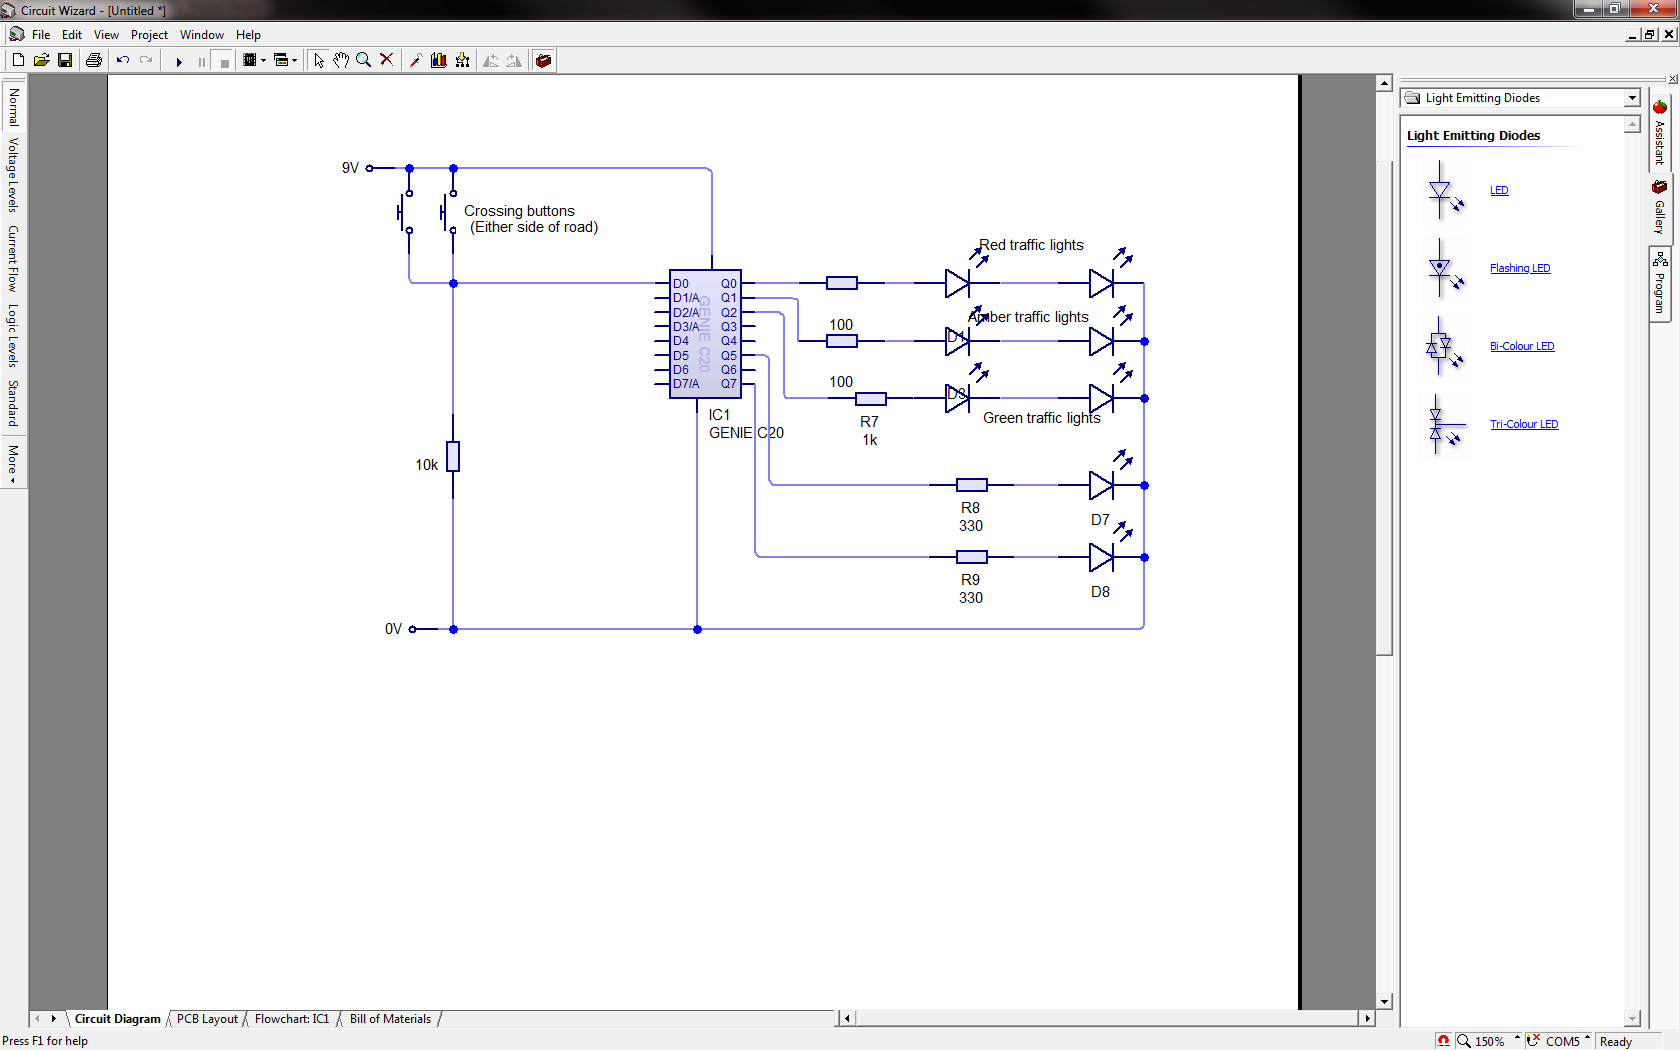 Circuit Wizard - [Untitled *]
File Edit View Project Window Help
Normal
Voltage Levels
Current Flow
Logic Levels
Standard
More
9V
Crossing buttons
(Either side of road)
10k
0V
D0 Q0
D1/A Q1
D2/A Q2
D3/A Q3
D4 Q4
D5 Q5
D6 Q6
D7/A Q7
GENIE C20
IC1
GENIE C20
Red traffic lights
100
Amber traffic lights
D1
100
D3
R7
1k
Green traffic lights
R8
330
D7
R9
330
D8
Light Emitting Diodes
Light Emitting Diodes
LED
Flashing LED
Bi-Colour LED
Tri-Colour LED
Assistant
Gallery
Program
Circuit Diagram PCB Layout Flowchart: IC1 Bill of Materials
Press F1 for help
150% COM5 Ready